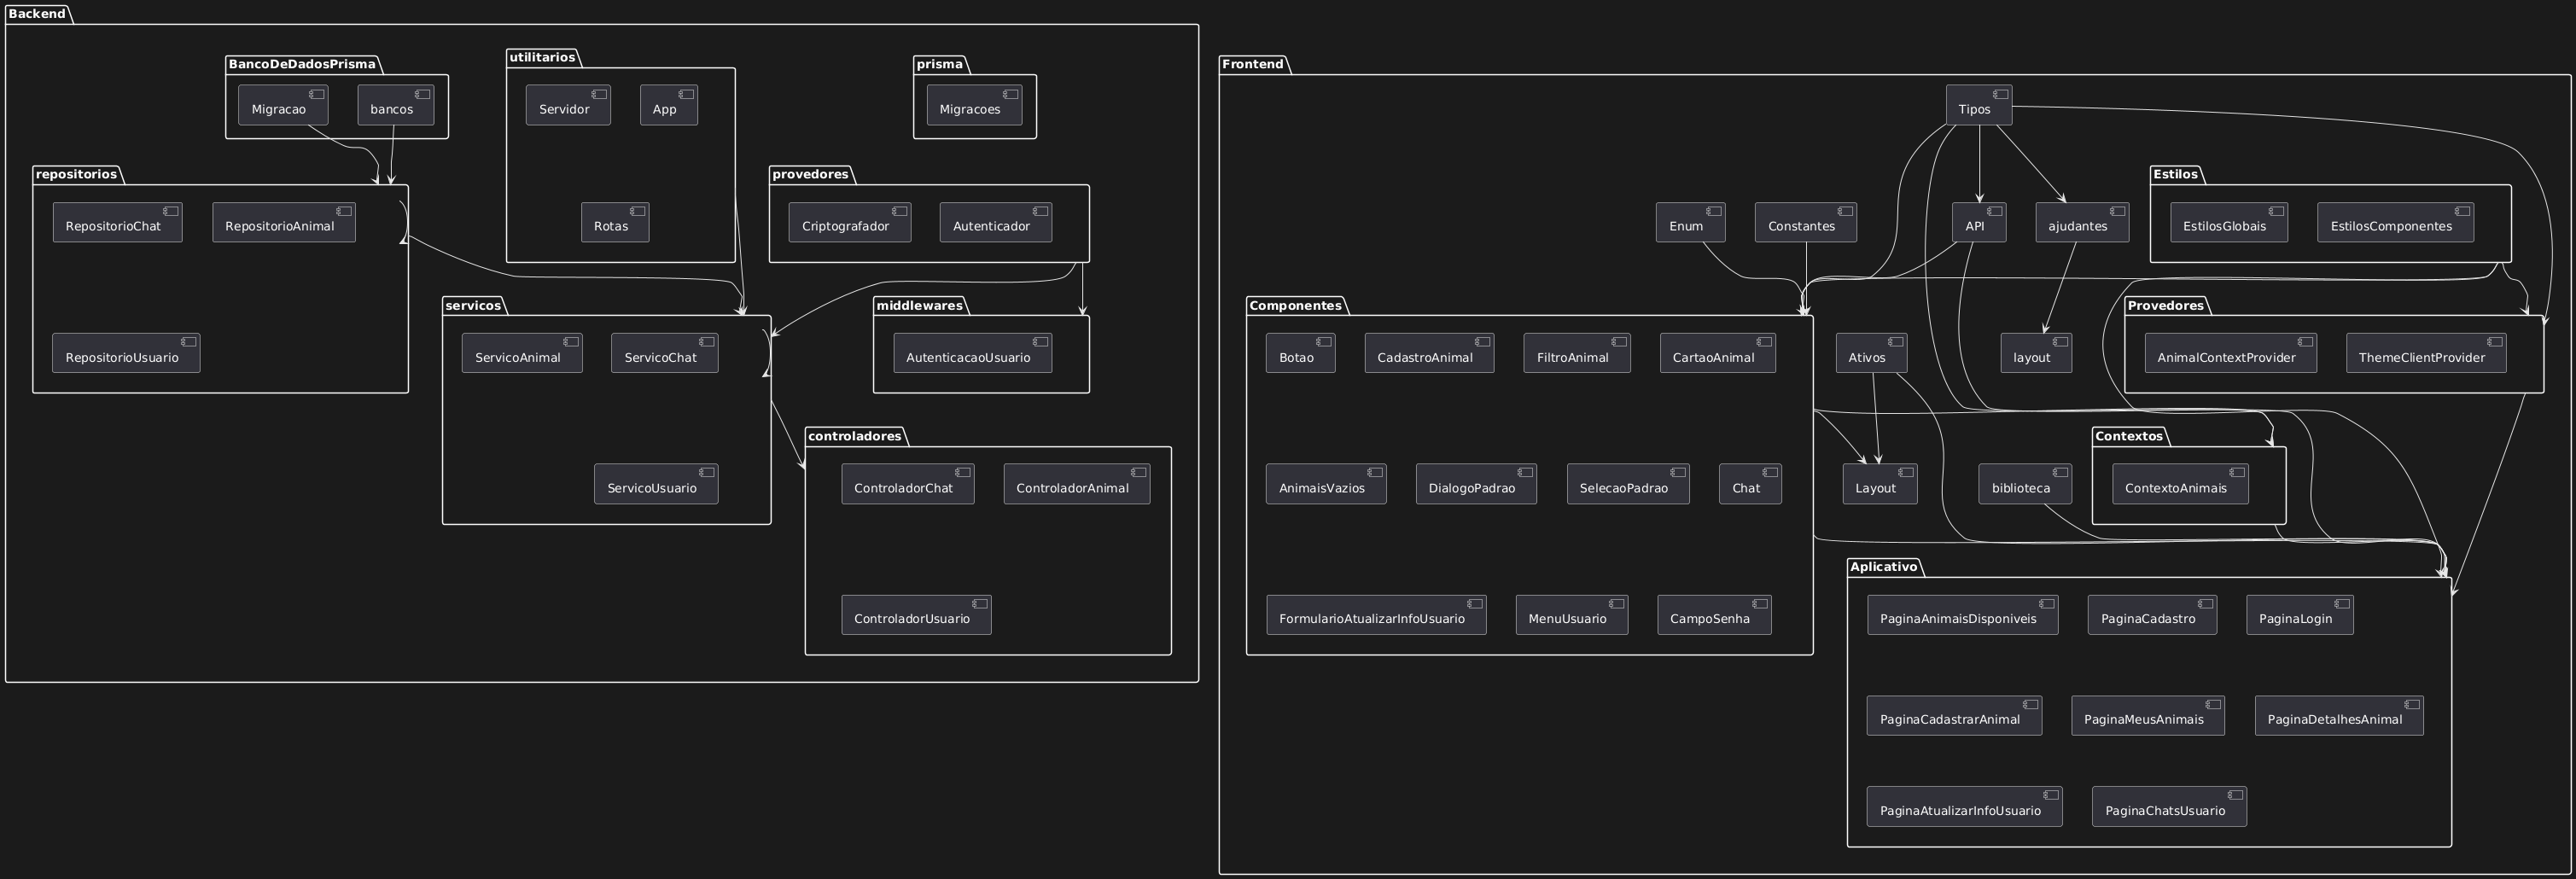 Backend
BancoDeDadosPrisma
Migracao
bancos
utilitarios
Servidor
App
Rotas
prisma
Migracoes
repositorios
RepositorioChat
RepositorioAnimal
RepositorioUsuario
provedores
Criptografador
Autenticador
servicos
ServicoAnimal
ServicoChat
ServicoUsuario
middlewares
AutenticacaoUsuario
controladores
ControladorChat
ControladorAnimal
ControladorUsuario
Frontend
Tipos
Enum
Constantes
API
ajudantes
Estilos
EstilosGlobais
EstilosComponentes
Componentes
Botao
CadastroAnimal
FiltroAnimal
CartaoAnimal
AnimaisVazios
DialogoPadrao
SelecaoPadrao
Chat
FormularioAtualizarInfoUsuario
MenuUsuario
CampoSenha
Ativos
layout
Provedores
AnimalContextProvider
ThemeClientProvider
Layout
biblioteca
Contextos
ContextoAnimais
Aplicativo
PaginaAnimaisDisponiveis
PaginaCadastro
PaginaLogin
PaginaCadastrarAnimal
PaginaMeusAnimais
PaginaDetalhesAnimal
PaginaAtualizarInfoUsuario
PaginaChatsUsuario